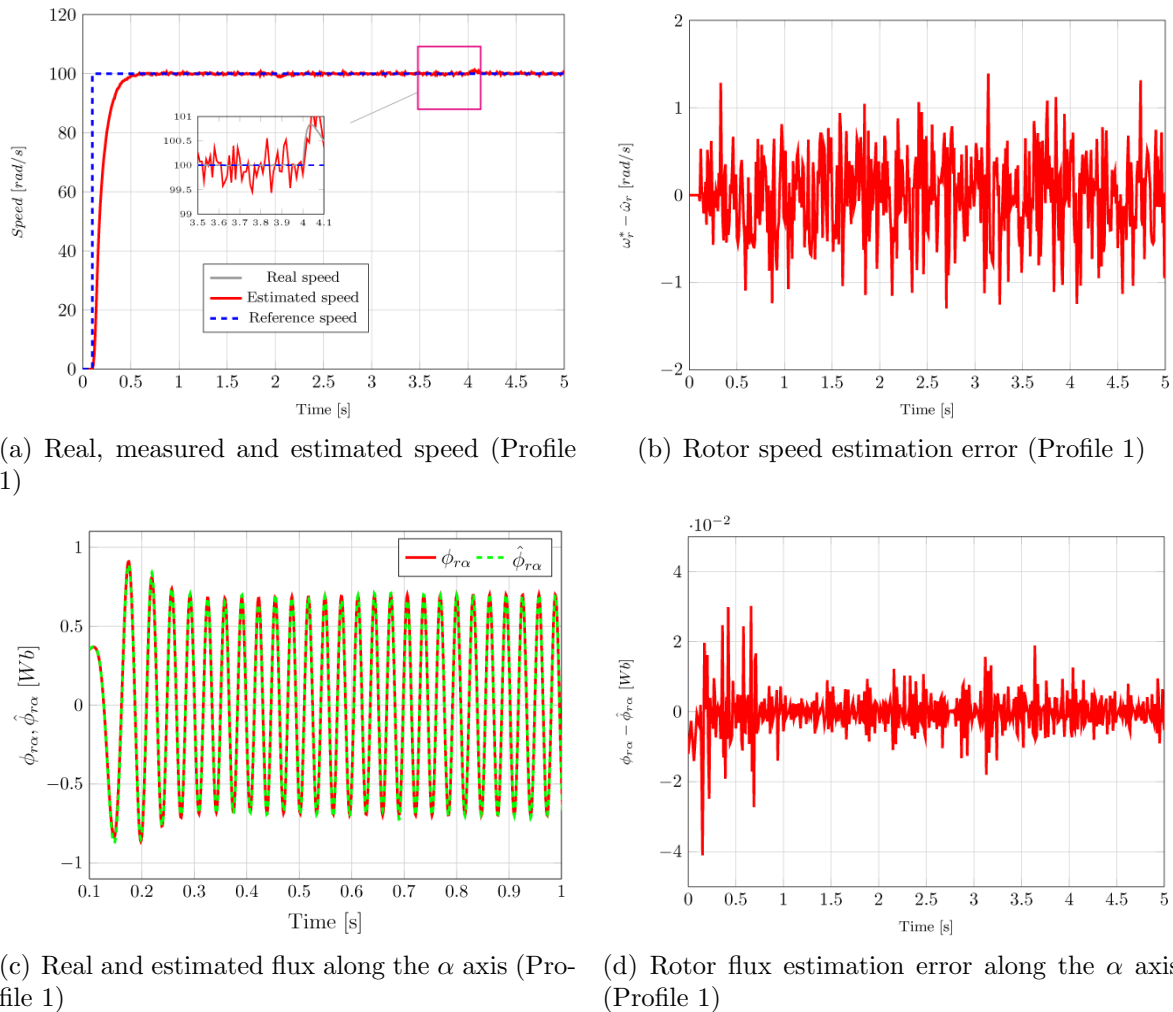 120
100
80
60
40
20
0
Speed [rad/s]
101
100.5
100
99.5
99
3.5 3.6 3.7 3.8 3.9 4 4.1
Real speed
Estimated speed
Reference speed
0 0.5 1 1.5 2 2.5 3 3.5 4 4.5 5
Time [s]
(a) Real, measured and estimated speed (Profile
1)
2
1
0
−1
−2
ω*r − ω̂r [rad/s]
0 0.5 1 1.5 2 2.5 3 3.5 4 4.5 5
Time [s]
(b) Rotor speed estimation error (Profile 1)
1
0.5
0
−0.5
−1
ϕrα, ϕ̂rα [Wb]
ϕrα ϕ̂rα
0.1 0.2 0.3 0.4 0.5 0.6 0.7 0.8 0.9 1
Time [s]
(c) Real and estimated flux along the α axis (Pro-
file 1)
·10−2
4
2
0
−2
−4
ϕrα − ϕ̂rα [Wb]
0 0.5 1 1.5 2 2.5 3 3.5 4 4.5 5
Time [s]
(d) Rotor flux estimation error along the α axis
(Profile 1)